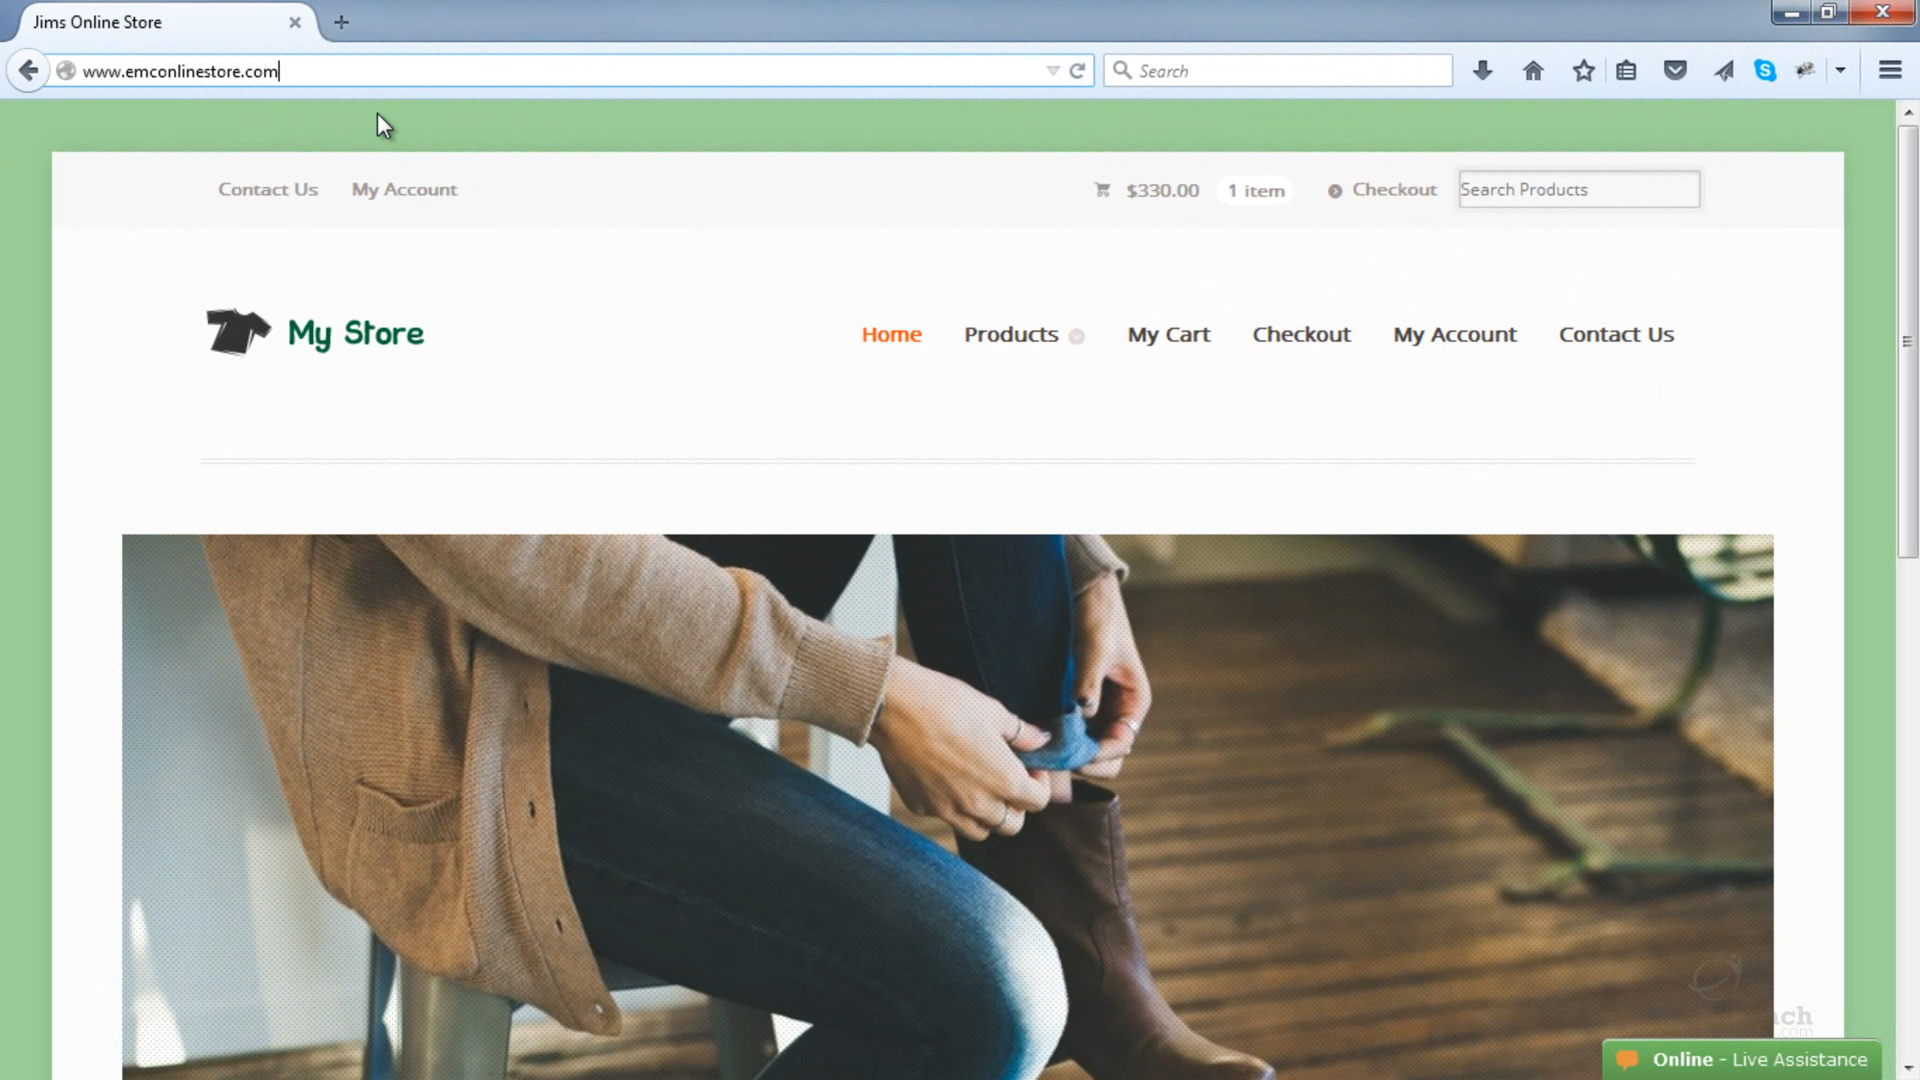 Jims Online Store
www.emconlinestore.com
Search
Contact Us My Account $330.00 1 item Checkout Search Products
My Store
Home Products My Cart Checkout My Account Contact Us
Online - Live Assistance